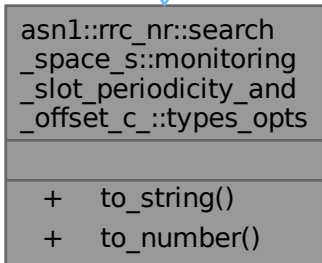 asn1::rrc_nr::search
_space_s::monitoring
_slot_periodicity_and
_offset_c_::types_opts
+ to_string()
+ to_number()